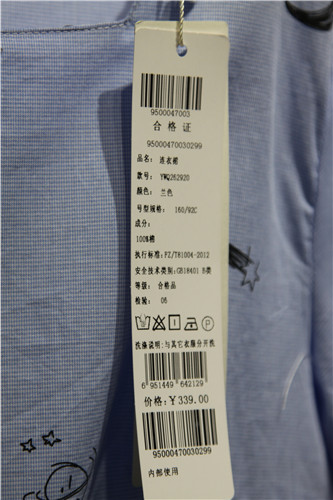 9500047003
合格证
95000470030299
品名: 连衣裙
款号: YWQ262920
颜色: 兰色
号型规格: 160/92C
成分:
100%棉
执行标准:FZ/T81004-2012
安全技术类别:GB18401 B类
等级: 合格品
检验: 06
洗涤说明:与其它衣服分开洗
6 951449 642129
价格:¥339.00
95000470030299
内部使用